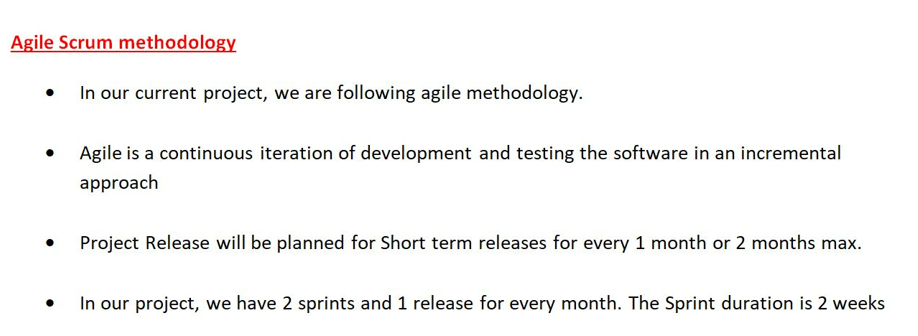 Agile Scrum methodology
• In our current project, we are following agile methodology.
• Agile is a continuous iteration of development and testing the software in an incremental
approach
• Project Release will be planned for Short term releases for every 1 month or 2 months max.
• In our project, we have 2 sprints and 1 release for every month. The Sprint duration is 2 weeks